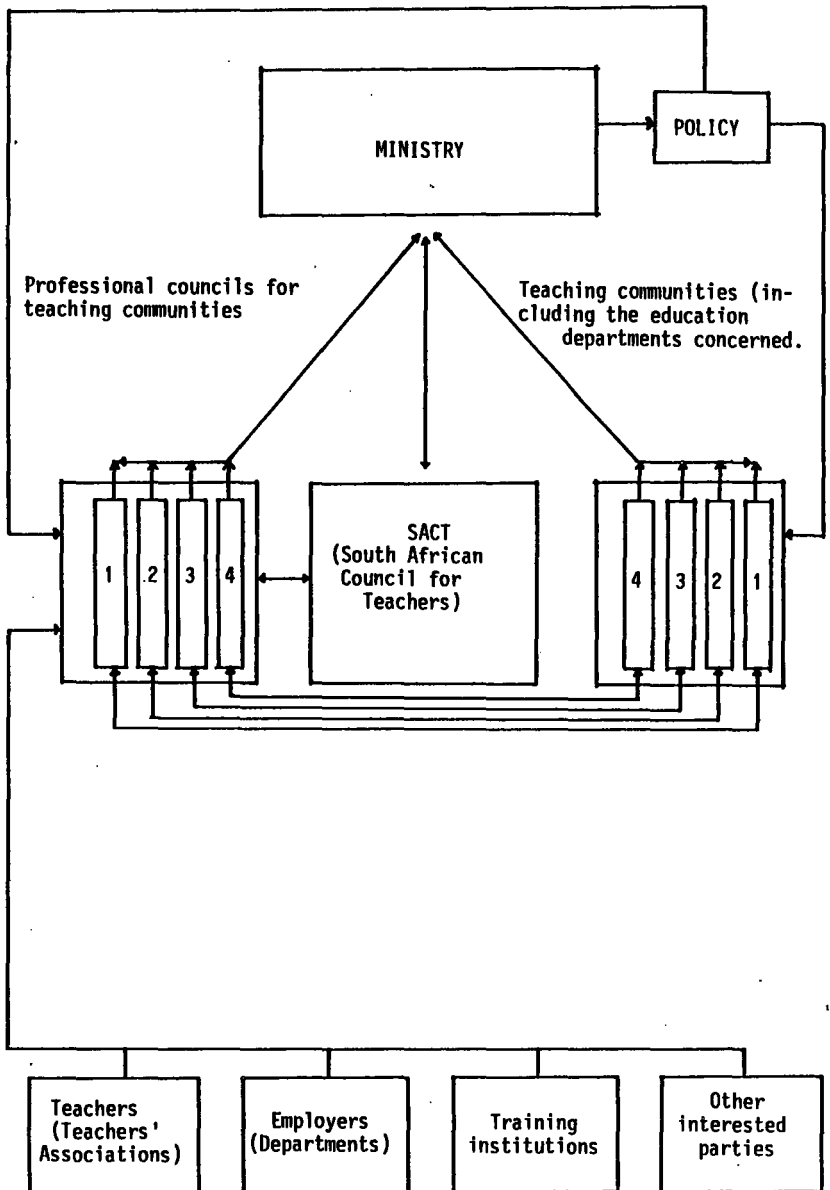 MINISTRY
POLICY
Professional councils for
teaching communities
Teaching communities (in-
cluding the education
departments concerned.
1
2
3
4
SACT
(South African
Council for
Teachers)
4
3
2
1
Teachers
(Teachers'
Associations)
Employers
(Departments)
Training
institutions
Other
interested
parties